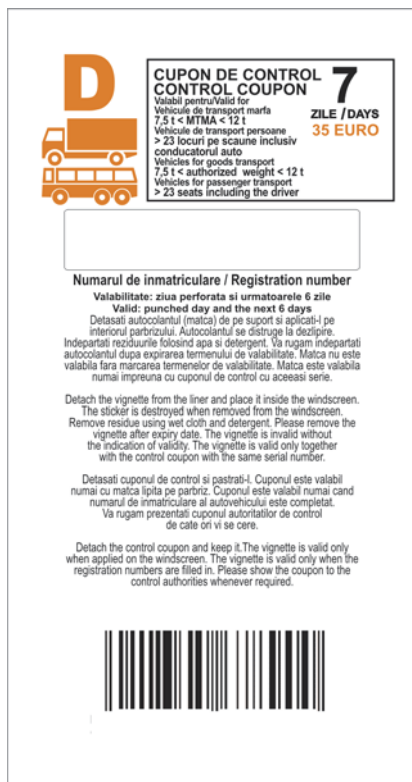 D
CUPON DE CONTROL
CONTROL COUPON
Valabil pentru/Valid for
Vehicule de transport marfa
7,5 t < MTMA < 12 t
Vehicule de transport persoane
> 23 locuri pe scaune inclusiv
conducatorul auto
Vehicles for goods transport
7,5 t < authorized weight < 12 t
Vehicles for passenger transport
> 23 seats including the driver
7
ZILE / DAYS
35 EURO
Numarul de inmatriculare / Registration number
Valabilitate: ziua perforata si urmatoarele 6 zile
Valid: punched day and the next 6 days
Detasati autocolantul (matca) de pe suport si aplicati-l pe
interiorul parbrizului. Autocolantul se distruge la dezlipire.
Indepartati reziduurile folosind apa si detergent. Va rugam indepartati
autocolantul dupa expirarea termenului de valabilitate. Matca nu este
valabila fara marcarea termenelor de valabilitate. Matca este valabila
numai impreuna cu cuponul de control cu aceeasi serie.
Detach the vignette from the liner and place it inside the windscreen.
The sticker is destroyed when removed from the windscreen.
Remove residue using wet cloth and detergent. Please remove the
vignette after expiry date. The vignette is invalid without
the indication of validity. The vignette is valid only together
with the control coupon with the same serial number.
Detasati cuponul de control si pastrati-l. Cuponul este valabil
numai cu matca lipita pe parbriz. Cuponul este valabil numai cand
numarul de inmatriculare al autovehicului este completat.
Va rugam prezentati cuponul autoritatilor de control
de cate ori vi se cere.
Detach the control coupon and keep it.The vignette is valid only
when applied on the windscreen. The vignette is valid only when the
registration numbers are filled in. Please show the coupon to the
control authorities whenever required.